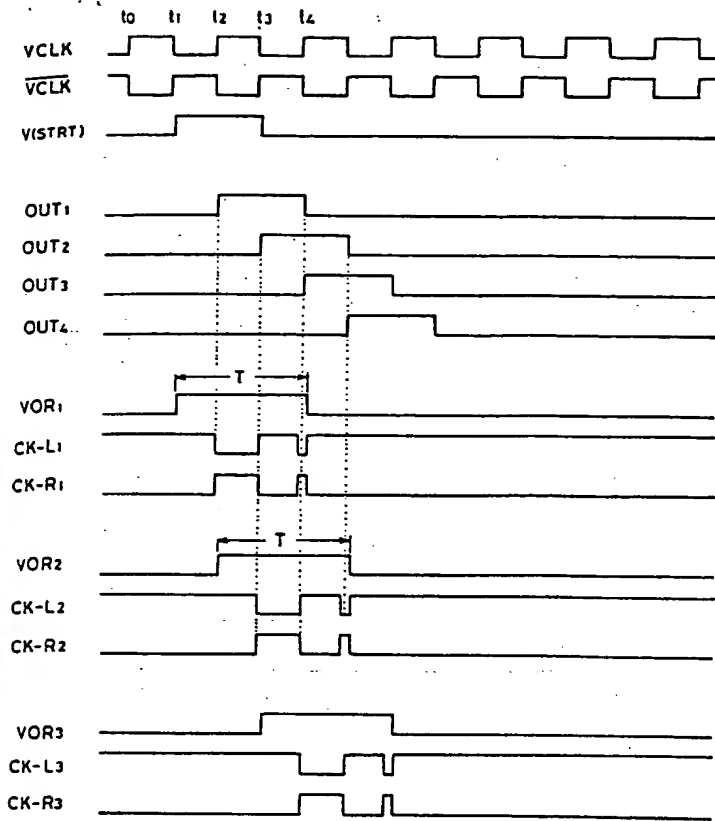 t0 t1 t2 t3 t4
VCLK
VCLK
V(STRT)
OUT1
OUT2
OUT3
OUT4..
T
VOR1
CK-L1
CK-R1
T
VOR2
CK-L2
CK-R2
VOR3
CK-L3
CK-R3